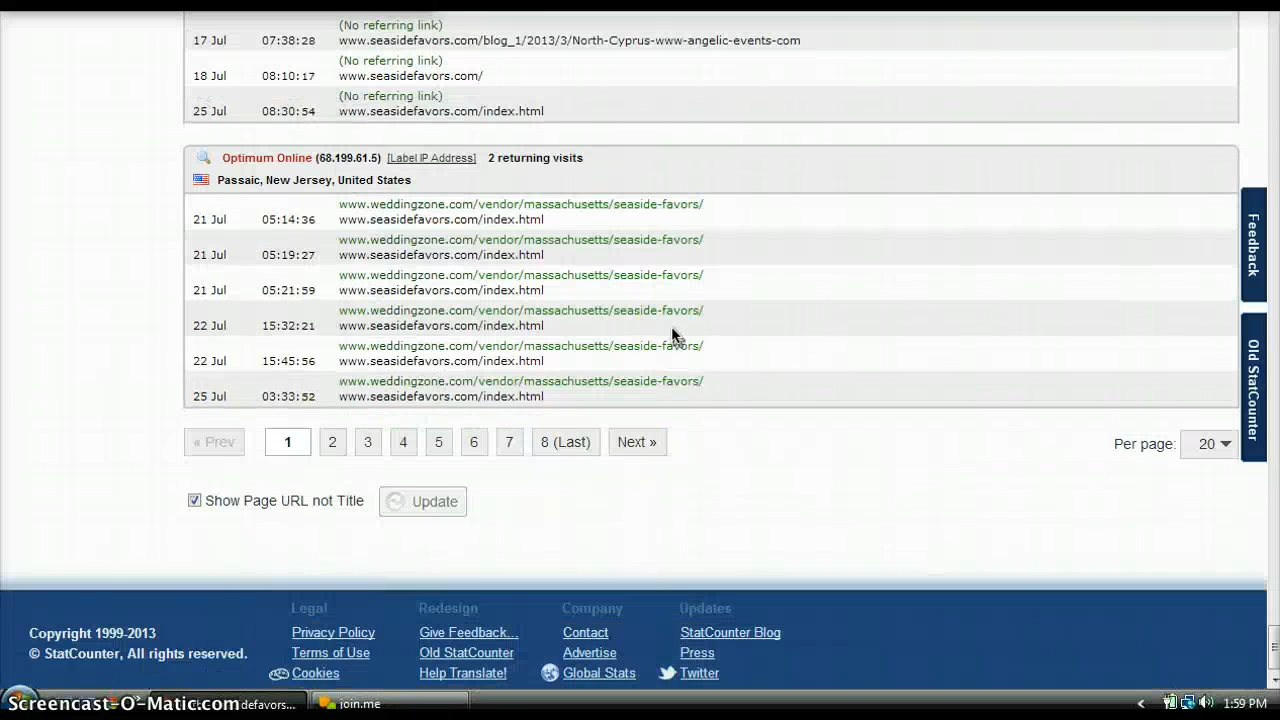 (No referring link)
17 Jul 07:38:28 www.seasidefavors.com/blog_1/2013/3/North-Cyprus-www-angelic-events-com
(No referring link)
18 Jul 08:10:17 www.seasidefavors.com/
(No referring link)
25 Jul 08:30:54 www.seasidefavors.com/index.html
Optimum Online (68.199.61.5) [Label IP Address] 2 returning visits
Passaic, New Jersey, United States
www.weddingzone.com/vendor/massachusetts/seaside-favors/
21 Jul 05:14:36 www.seasidefavors.com/index.html
www.weddingzone.com/vendor/massachusetts/seaside-favors/
21 Jul 05:19:27 www.seasidefavors.com/index.html
www.weddingzone.com/vendor/massachusetts/seaside-favors/
21 Jul 05:21:59 www.seasidefavors.com/index.html
www.weddingzone.com/vendor/massachusetts/seaside-favors/
22 Jul 15:32:21 www.seasidefavors.com/index.html
www.weddingzone.com/vendor/massachusetts/seaside-favors/
22 Jul 15:45:56 www.seasidefavors.com/index.html
www.weddingzone.com/vendor/massachusetts/seaside-favors/
25 Jul 03:33:52 www.seasidefavors.com/index.html
« Prev 1 2 3 4 5 6 7 8 (Last) Next » Per page: 20
Show Page URL not Title Update
Feedback
Old StatCounter
Legal Redesign Company Updates
Copyright 1999-2013 Privacy Policy Give Feedback... Contact StatCounter Blog
© StatCounter, All rights reserved. Terms of Use Old StatCounter Advertise Press
Cookies Help Translate! Global Stats Twitter
Screencast-O-Matic.com defavors... join.me 1:59 PM